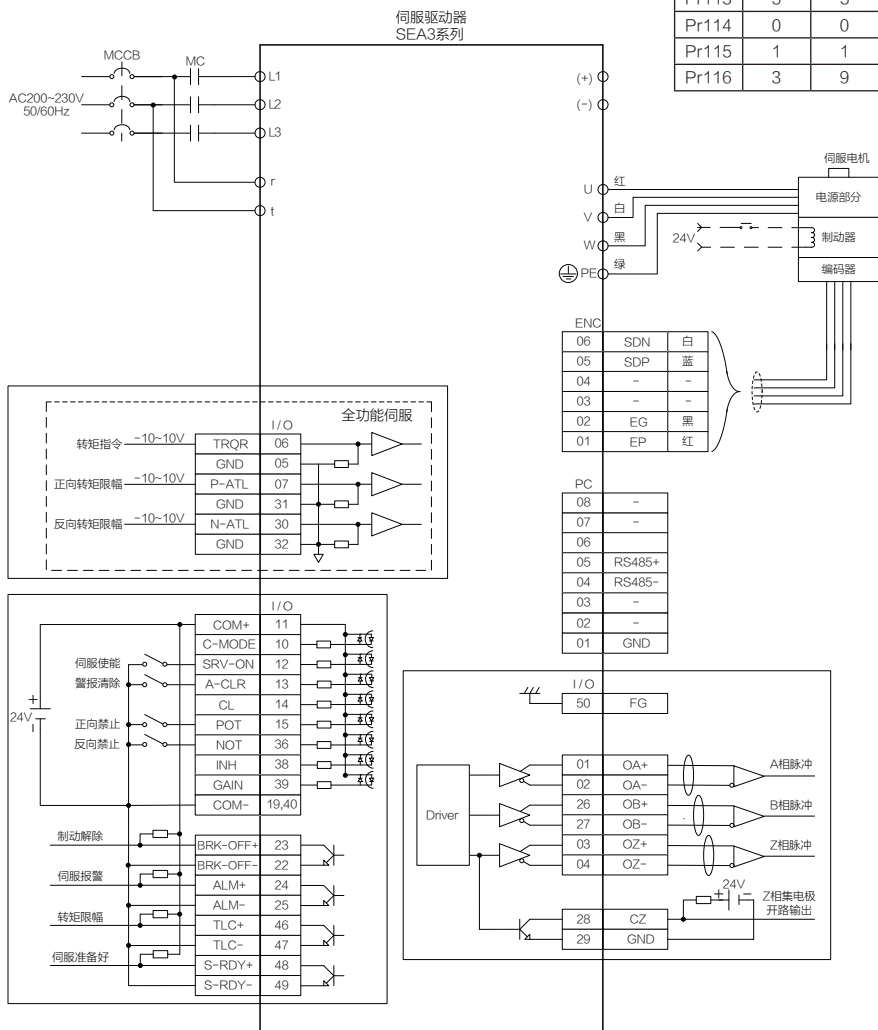 伺服驱动器
SEA3系列
Pr113 5 5
Pr114 0 0
Pr115 1 1
Pr116 3 9
MCCB
MC
AC200~230V
50/60Hz
L1
L2
L3
r
t
(+)
(-)
U 红
V 白
W 黑
PE 绿
伺服电机
电源部分
24V
制动器
编码器
ENC
06 SDN 白
05 SDP 蓝
04 - -
03 - -
02 EG 黑
01 EP 红
全功能伺服
I/O
转矩指令 -10~10V TRQR 06
GND 05
正向转矩限幅 -10~10V P-ATL 07
GND 31
反向转矩限幅 -10~10V N-ATL 30
GND 32
PC
08 -
07 -
06
05 RS485+
04 RS485-
03 -
02 -
01 GND
I/O
COM+ 11
C-MODE 10
伺服使能 SRV-ON 12
警报清除 A-CLR 13
CL 14
+
24V
-
正向禁止 POT 15
反向禁止 NOT 36
INH 38
GAIN 39
COM- 19,40
制动解除
BRK-OFF+ 23
BRK-OFF- 22
伺服报警
ALM+ 24
ALM- 25
转矩限幅
TLC+ 46
TLC- 47
伺服准备好
S-RDY+ 48
S-RDY- 49
I/O
50 FG
Driver
01 OA+ A相脉冲
02 OA-
26 OB+ B相脉冲
27 OB-
03 OZ+ Z相脉冲
04 OZ-
24V
+ -
Z相集电极
开路输出
28 CZ
29 GND